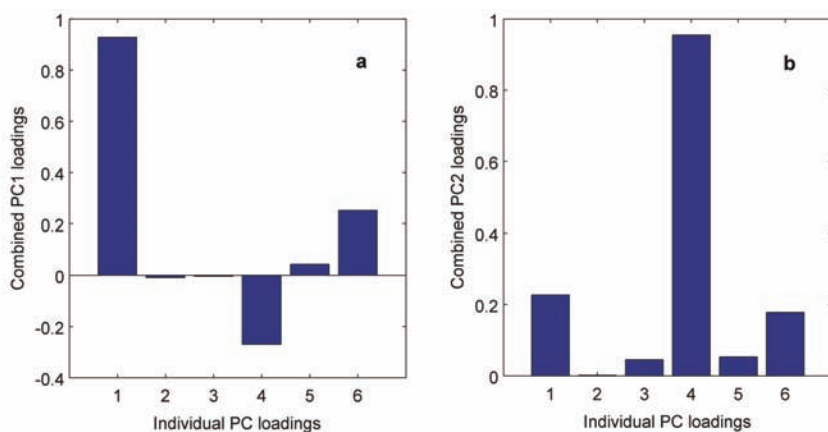 1
0.8
0.6
0.4
0.2
0
-0.2
-0.4
Combined PC1 loadings
a
1 2 3 4 5 6
Individual PC loadings
1
0.8
0.6
0.4
0.2
0
Combined PC2 loadings
b
1 2 3 4 5 6
Individual PC loadings